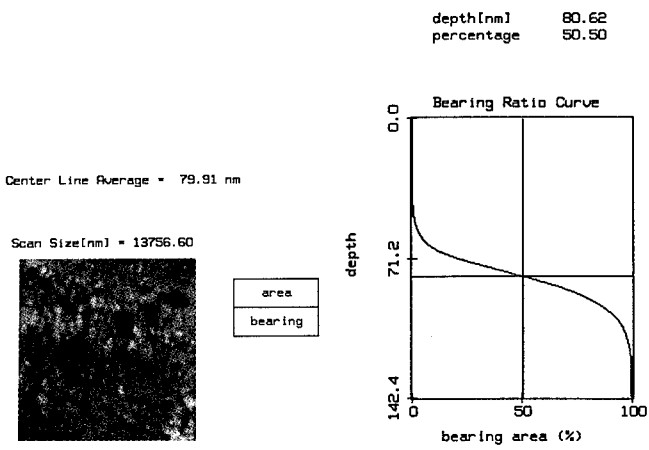 depth[nm] 80.62
percentage 50.50
Bearing Ratio Curve
0.0
Center Line Average = 79.91 nm
Scan Size[nm] = 13756.60
71.2
depth
area
bearing
142.4
0 50 100
bearing area (%)